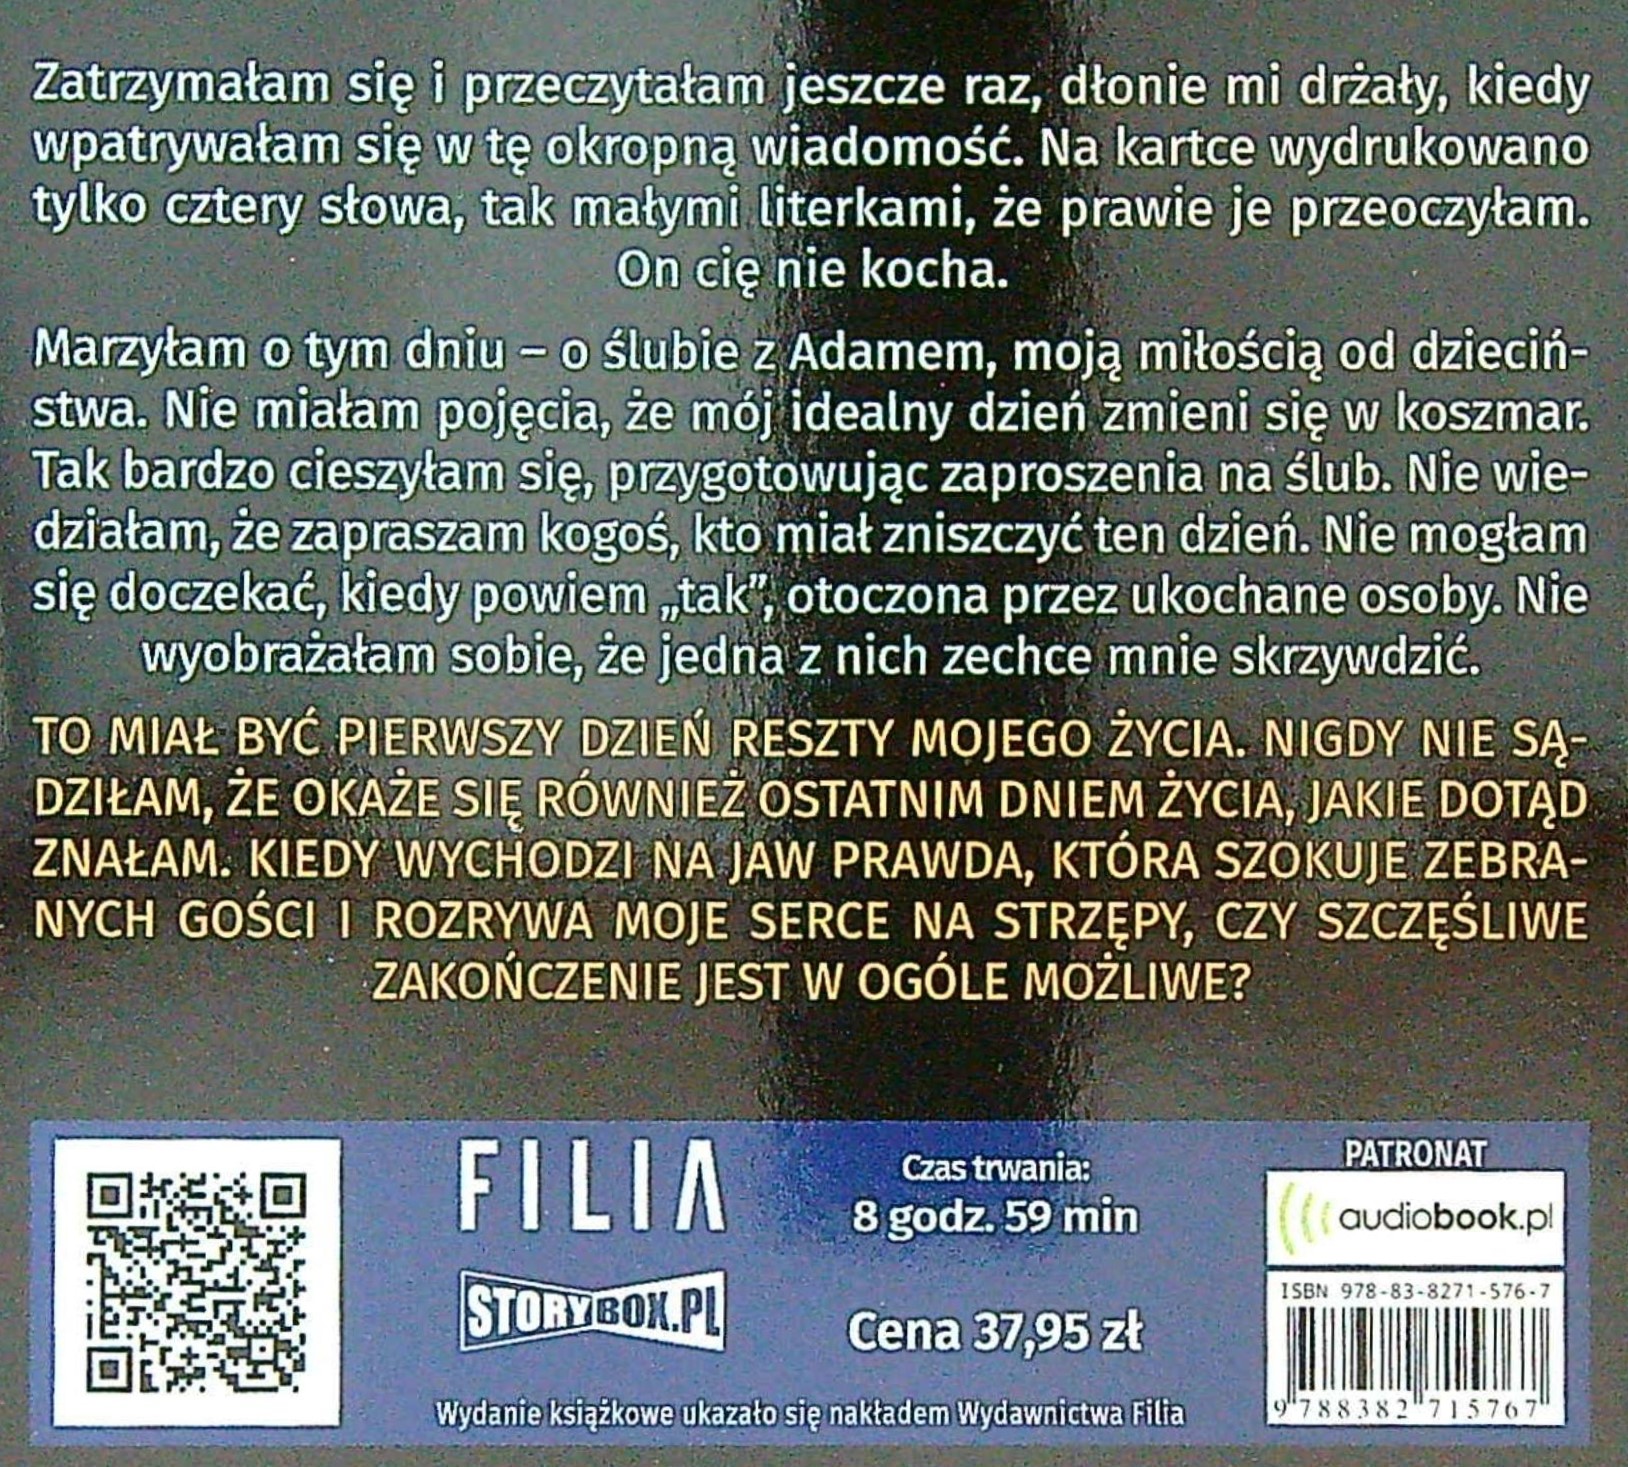 Zatrzymałam się i przeczytałam jeszcze raz, dłonie mi drżały, kiedy
wpatrywałam się w tę okropną wiadomość. Na kartce wydrukowano
tylko cztery słowa, tak małymi literkami, że prawie je przeoczyłam.
On cię nie kocha.
Marzyłam o tym dniu – o ślubie z Adamem, moją miłością od dzieciń-
stwa. Nie miałam pojęcia, że mój idealny dzień zmieni się w koszmar.
Tak bardzo cieszyłam się, przygotowując zaproszenia na ślub. Nie wie-
działam, że zapraszam kogoś, kto miał zniszczyć ten dzień. Nie mogłam
się doczekać, kiedy powiem „tak”, otoczona przez ukochane osoby. Nie
wyobrażałam sobie, że jedna z nich zechce mnie skrzywdzić.
TO MIAŁ BYĆ PIERWSZY DZIEŃ RESZTY MOJEGO ŻYCIA. NIGDY NIE SĄ-
DZIŁAM, ŻE OKAŻE SIĘ RÓWNIEŻ OSTATNIM DNIEM ŻYCIA, JAKIE DOTĄD
ZNAŁAM. KIEDY WYCHODZI NA JAW PRAWDA, KTÓRA SZOKUJE ZEBRA-
NYCH GOŚCI I ROZRYWA MOJE SERCE NA STRZĘPY, CZY SZCZĘŚLIWE
ZAKOŃCZENIE JEST W OGÓLE MOŻLIWE?
FILIA
STORYBOX.PL
Czas trwania:
8 godz. 59 min
Cena 37,95 zł
Wydanie książkowe ukazało się nakładem Wydawnictwa Filia
PATRONAT
audiobook.pl
ISBN 978-83-8271-576-7
9 788382 715767